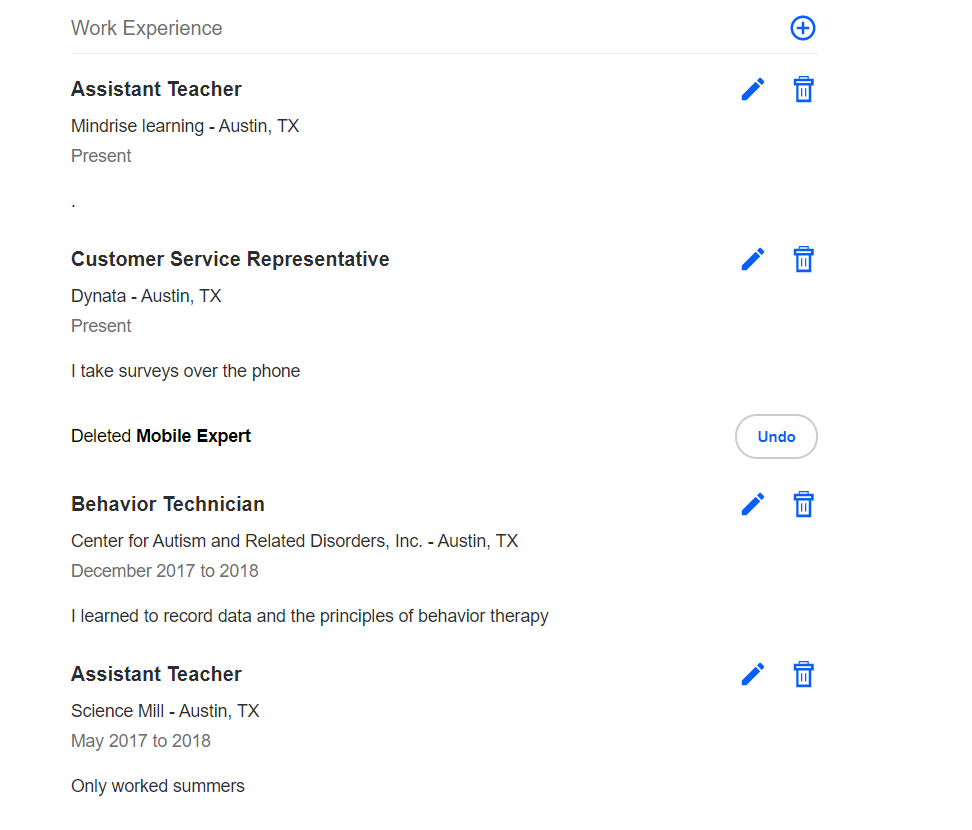 Work Experience
Assistant Teacher
Mindrise learning - Austin, TX
Present
.
Customer Service Representative
Dynata - Austin, TX
Present
I take surveys over the phone
Deleted Mobile Expert
Undo
Behavior Technician
Center for Autism and Related Disorders, Inc. - Austin, TX
December 2017 to 2018
I learned to record data and the principles of behavior therapy
Assistant Teacher
Science Mill - Austin, TX
May 2017 to 2018
Only worked summers